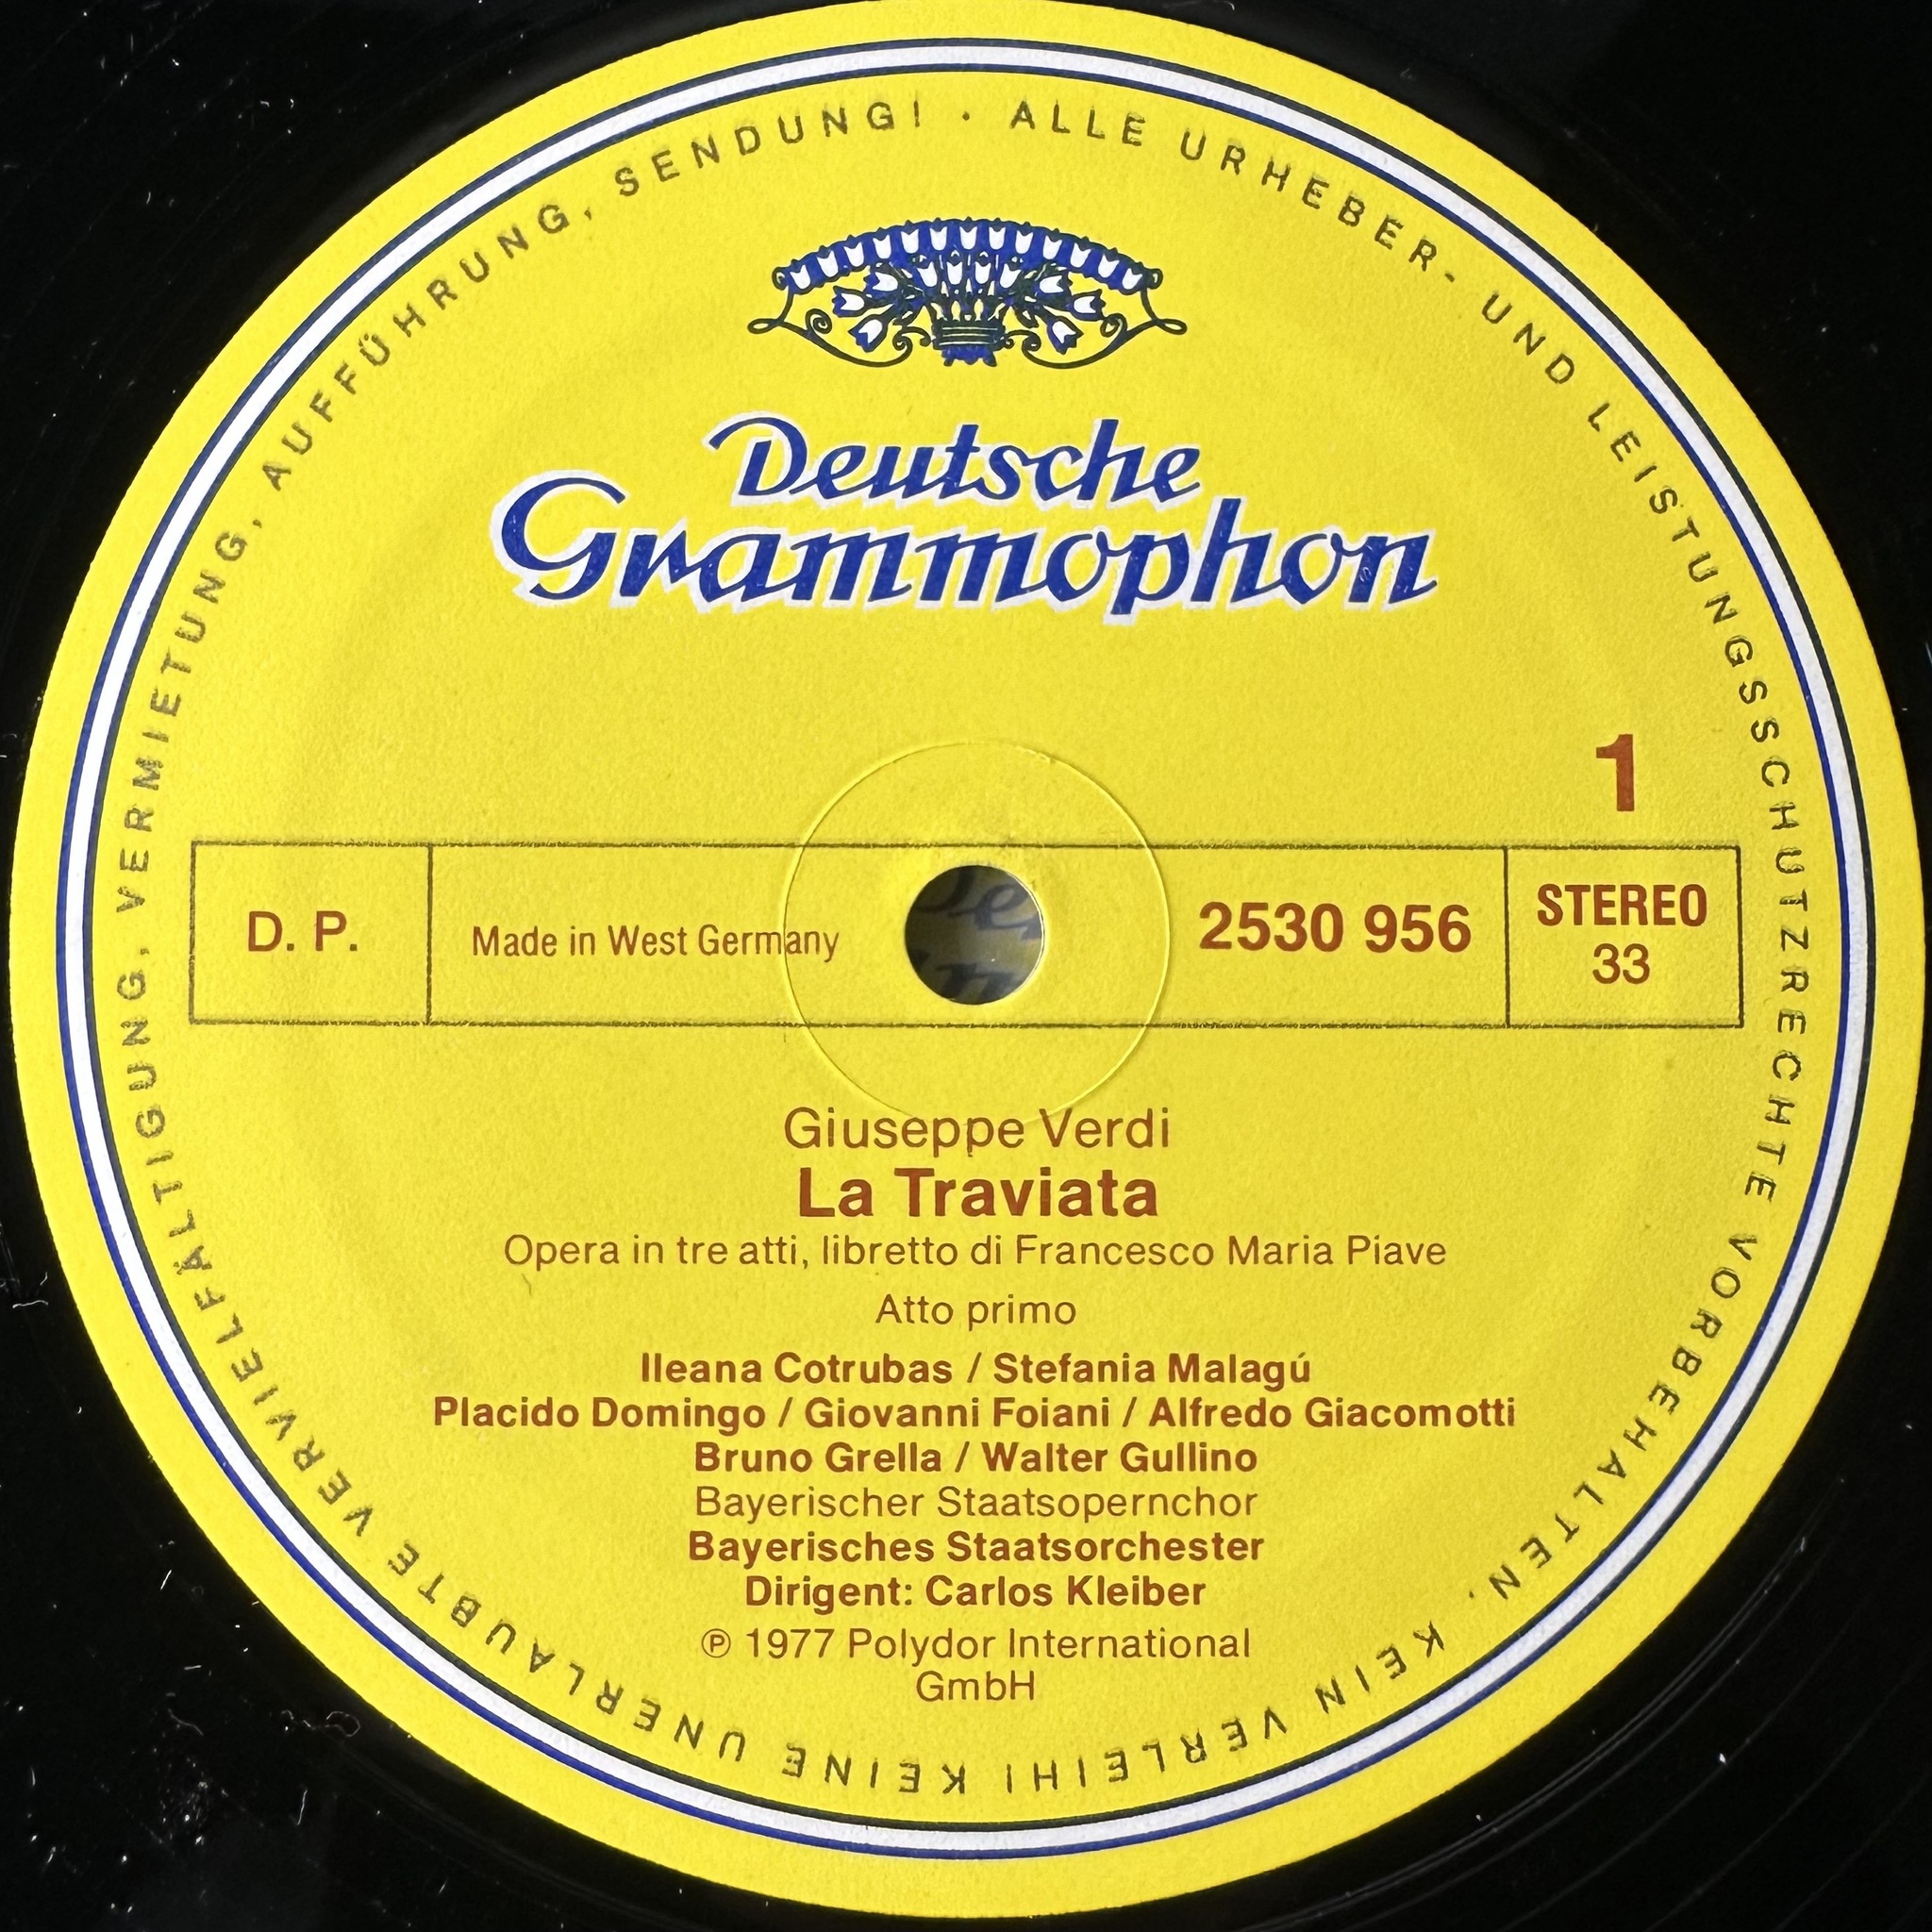 ALLE URHEBER- UND LEISTUNGSSCHUTZRECHTE VORBEHALTEN. KEIN VERLEIH! KEINE UNERLAUBTE VERVIELFÄLTIGUNG, VERMIETUNG, AUFFÜHRUNG, SENDUNG! ·
Deutsche
Grammophon
1
D. P.
Made in West Germany
2530 956
STEREO
33
Giuseppe Verdi
La Traviata
Opera in tre atti, libretto di Francesco Maria Piave
Atto primo
Ileana Cotrubas / Stefania Malagú
Placido Domingo / Giovanni Foiani / Alfredo Giacomotti
Bruno Grella / Walter Gullino
Bayerischer Staatsopernchor
Bayerisches Staatsorchester
Dirigent: Carlos Kleiber
℗ 1977 Polydor International
GmbH